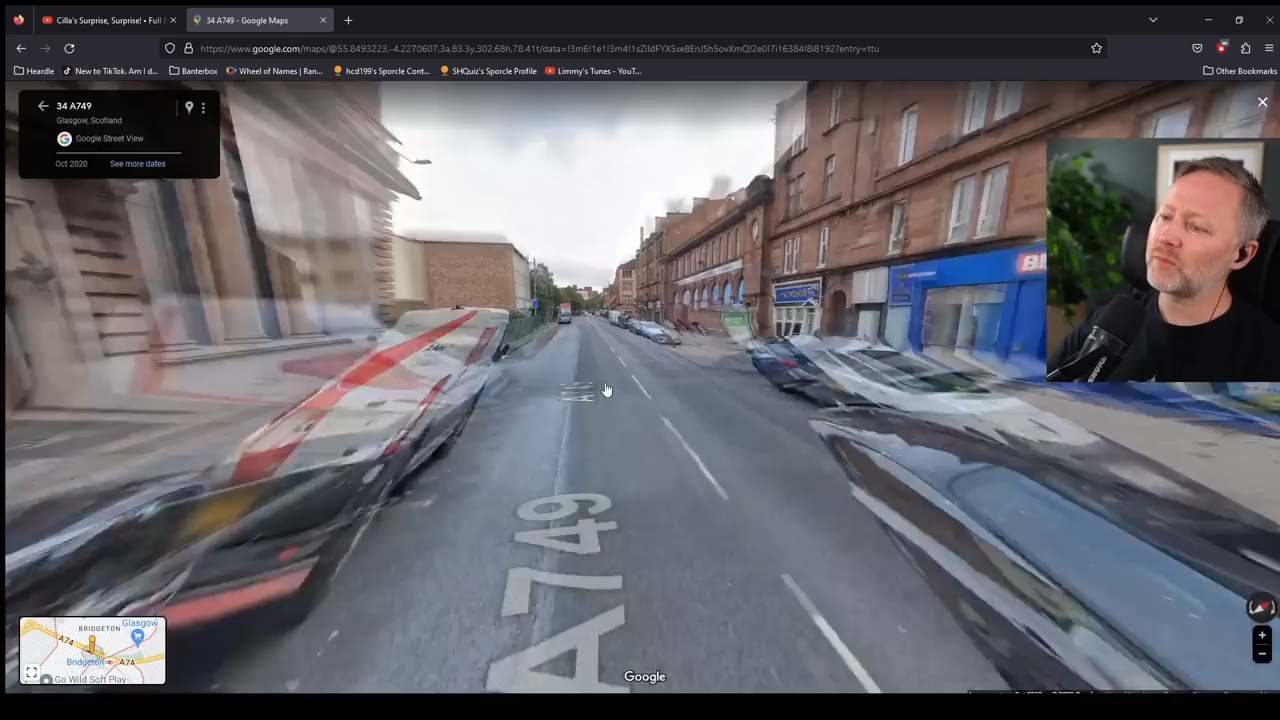 Cilla's Surprise, Surprise! • Full E
34 A749 - Google Maps
https://www.google.com/maps/@55.8493223,-4.2270607,3a,83.3y,302.68h,78.41t/data=!3m6!1e1!3m4!1sZildFYX5xe8EnJSh5ovXmQ!2e0!7i16384!8i8192?entry=ttu
Heardle
New to TikTok. Am I d...
Banterbox
Wheel of Names | Ran...
hcd199's Sporcle Cont...
SHQuiz's Sporcle Profile
Limmy's Tunes - YouT...
Other Bookmarks
34 A749
Glasgow, Scotland
Google Street View
Oct 2020
See more dates
A749
BRIDGETON
Glasgow
A74
Bridgeton
A74
Go Wild Soft Play
Google